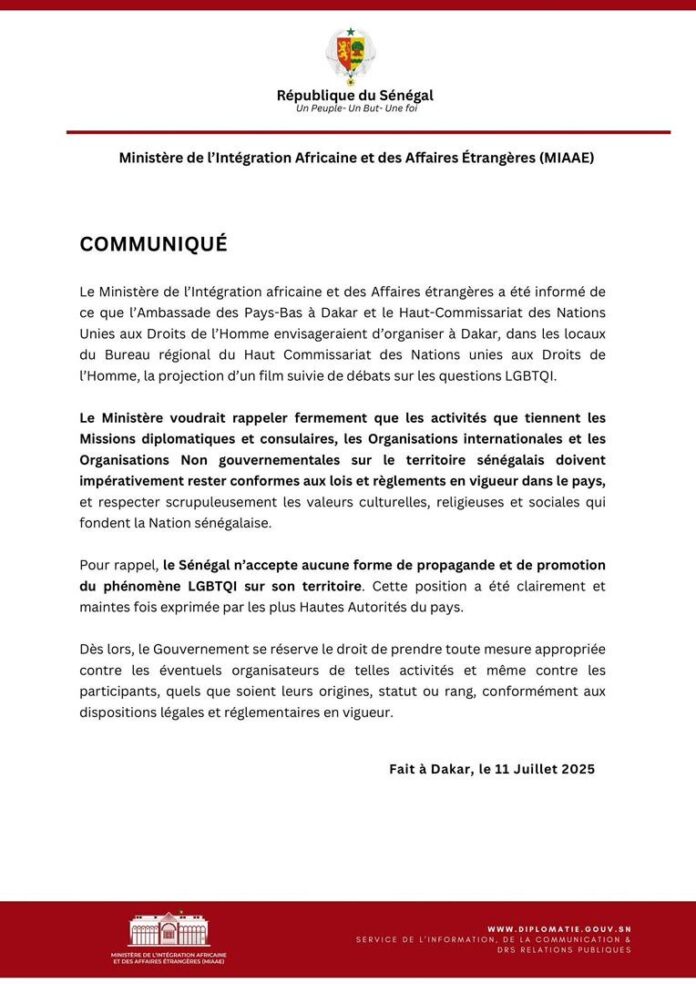 République du Sénégal
Un Peuple- Un But- Une foi
Ministère de l’Intégration Africaine et des Affaires Étrangères (MIAAE)
COMMUNIQUÉ
Le Ministère de l’Intégration africaine et des Affaires étrangères a été informé de
ce que l’Ambassade des Pays-Bas à Dakar et le Haut-Commissariat des Nations
Unies aux Droits de l’Homme envisageraient d’organiser à Dakar, dans les locaux
du Bureau régional du Haut Commissariat des Nations unies aux Droits de
l’Homme, la projection d’un film suivie de débats sur les questions LGBTQI.
Le Ministère voudrait rappeler fermement que les activités que tiennent les
Missions diplomatiques et consulaires, les Organisations internationales et les
Organisations Non gouvernementales sur le territoire sénégalais doivent
impérativement rester conformes aux lois et règlements en vigueur dans le pays,
et respecter scrupuleusement les valeurs culturelles, religieuses et sociales qui
fondent la Nation sénégalaise.
Pour rappel, le Sénégal n’accepte aucune forme de propagande et de promotion
du phénomène LGBTQI sur son territoire. Cette position a été clairement et
maintes fois exprimée par les plus Hautes Autorités du pays.
Dès lors, le Gouvernement se réserve le droit de prendre toute mesure appropriée
contre les éventuels organisateurs de telles activités et même contre les
participants, quels que soient leurs origines, statut ou rang, conformément aux
dispositions légales et réglementaires en vigueur.
Fait à Dakar, le 11 Juillet 2025
MINISTÈRE DE L’INTÉGRATION AFRICAINE
ET DES AFFAIRES ÉTRANGÈRES (MIAAE)
WWW.DIPLOMATIE.GOUV.SN
SERVICE DE L’INFORMATION, DE LA COMMUNICATION &
DRS RELATIONS PUBLIQUES